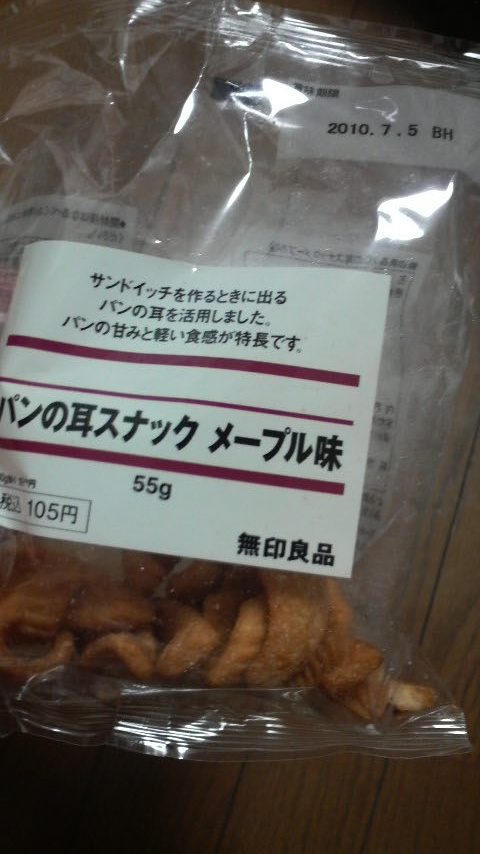 2010.7.5 BH
サンドイッチを作るときに出る
パンの耳を活用しました。
パンの甘みと軽い食感が特長です。
パンの耳スナック メープル味
55g
税込105円
無印良品